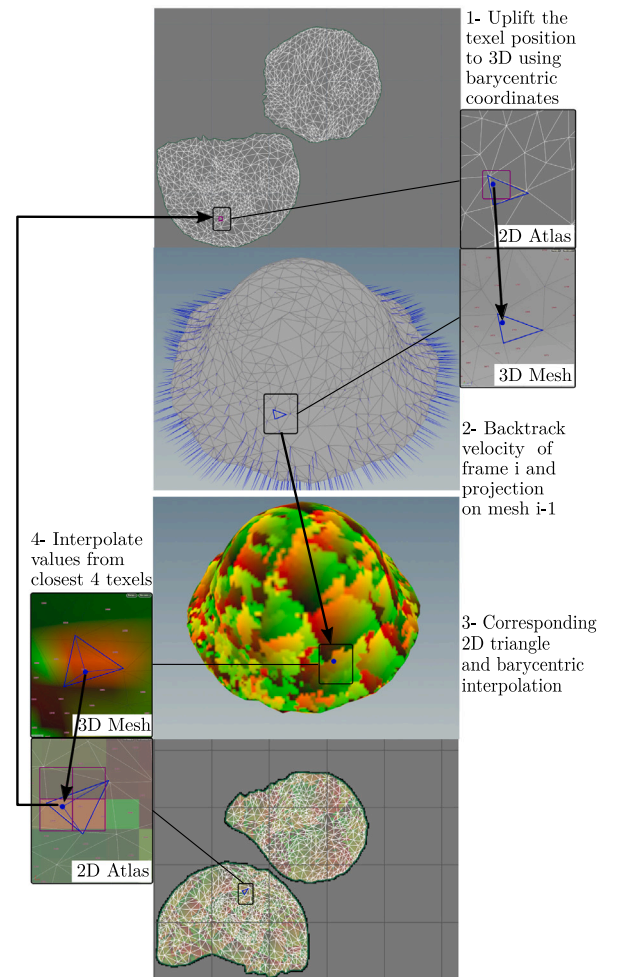 1- Uplift the
texel position
to 3D using
barycentric
coordinates
2D Atlas
3D Mesh
2- Backtrack
velocity of
frame i and
projection
on mesh i-1
4- Interpolate
values from
closest 4 texels
3- Corresponding
2D triangle
and barycentric
interpolation
3D Mesh
2D Atlas